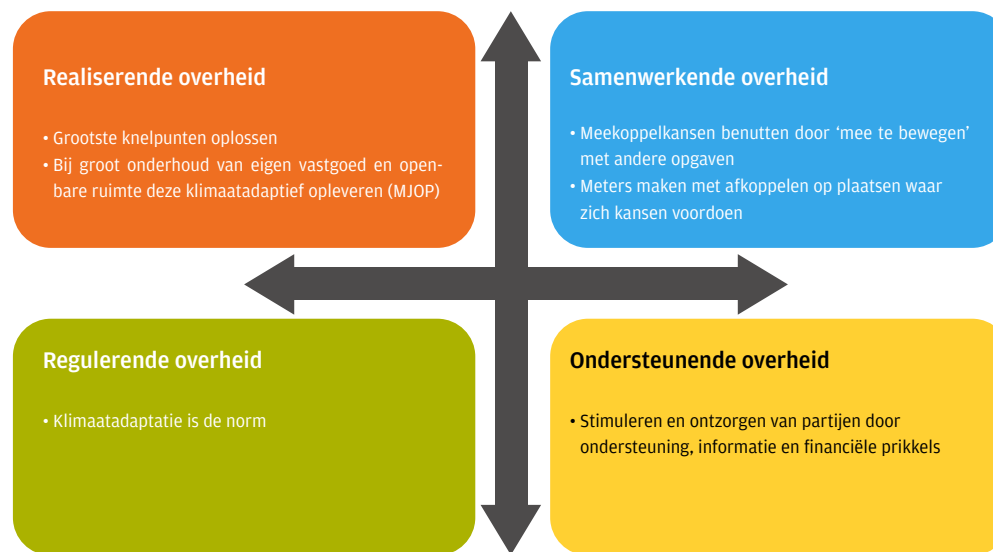 Realiserende overheid
• Grootste knelpunten oplossen
• Bij groot onderhoud van eigen vastgoed en open-
bare ruimte deze klimaatadaptief opleveren (MJOP)
Samenwerkende overheid
• Meekoppelkansen benutten door ‘mee te bewegen’
met andere opgaven
• Meters maken met afkoppelen op plaatsen waar
zich kansen voordoen
Regulerende overheid
• Klimaatadaptatie is de norm
Ondersteunende overheid
• Stimuleren en ontzorgen van partijen door
ondersteuning, informatie en financiële prikkels